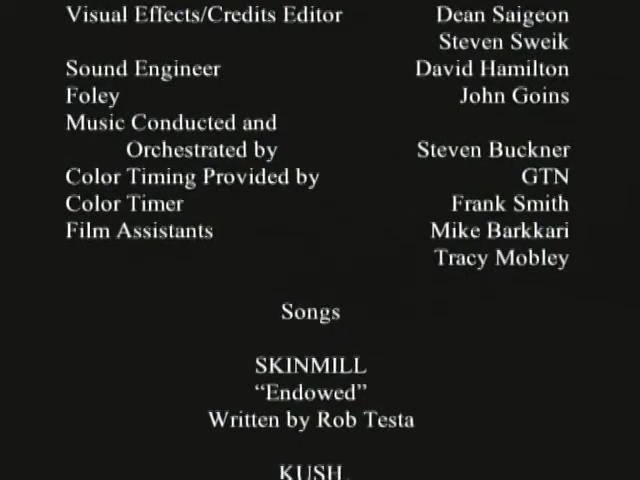 Visual Effects/Credits Editor Dean Saigeon
Steven Sweik
Sound Engineer David Hamilton
Foley John Goins
Music Conducted and
Orchestrated by Steven Buckner
Color Timing Provided by GTN
Color Timer Frank Smith
Film Assistants Mike Barkkari
Tracy Mobley
Songs
SKINMILL
“Endowed”
Written by Rob Testa
KUSH